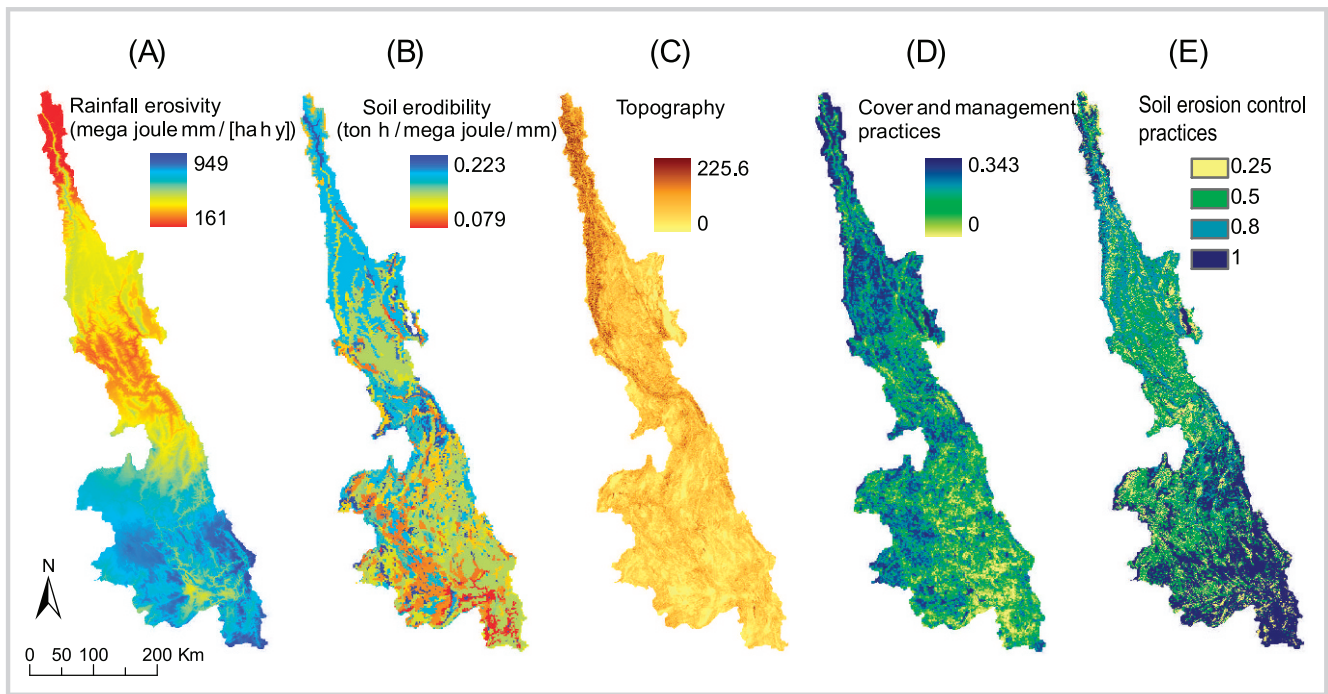 (A)
Rainfall erosivity
(mega joule mm / [ha h y])
949
161
(B)
Soil erodibility
(ton h / mega joule / mm)
0.223
0.079
(C)
Topography
225.6
0
(D)
Cover and management
practices
0.343
0
(E)
Soil erosion control
practices
0.25
0.5
0.8
1
N
0 50 100 200 Km